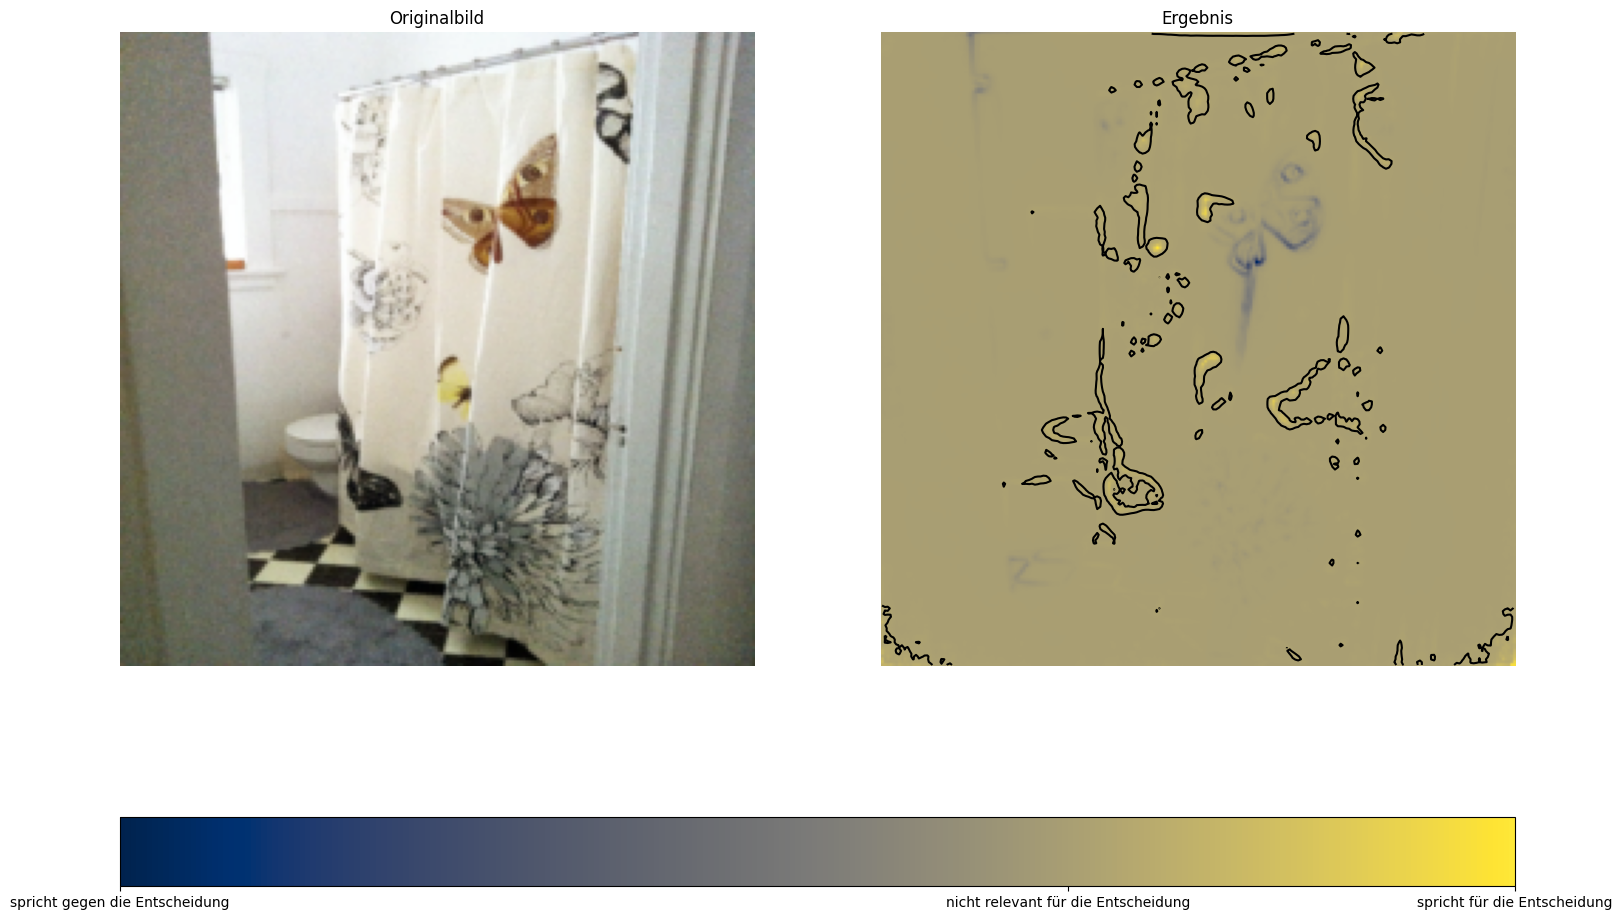 Originalbild
Ergebnis
spricht gegen die Entscheidung
nicht relevant für die Entscheidung
spricht für die Entscheidung